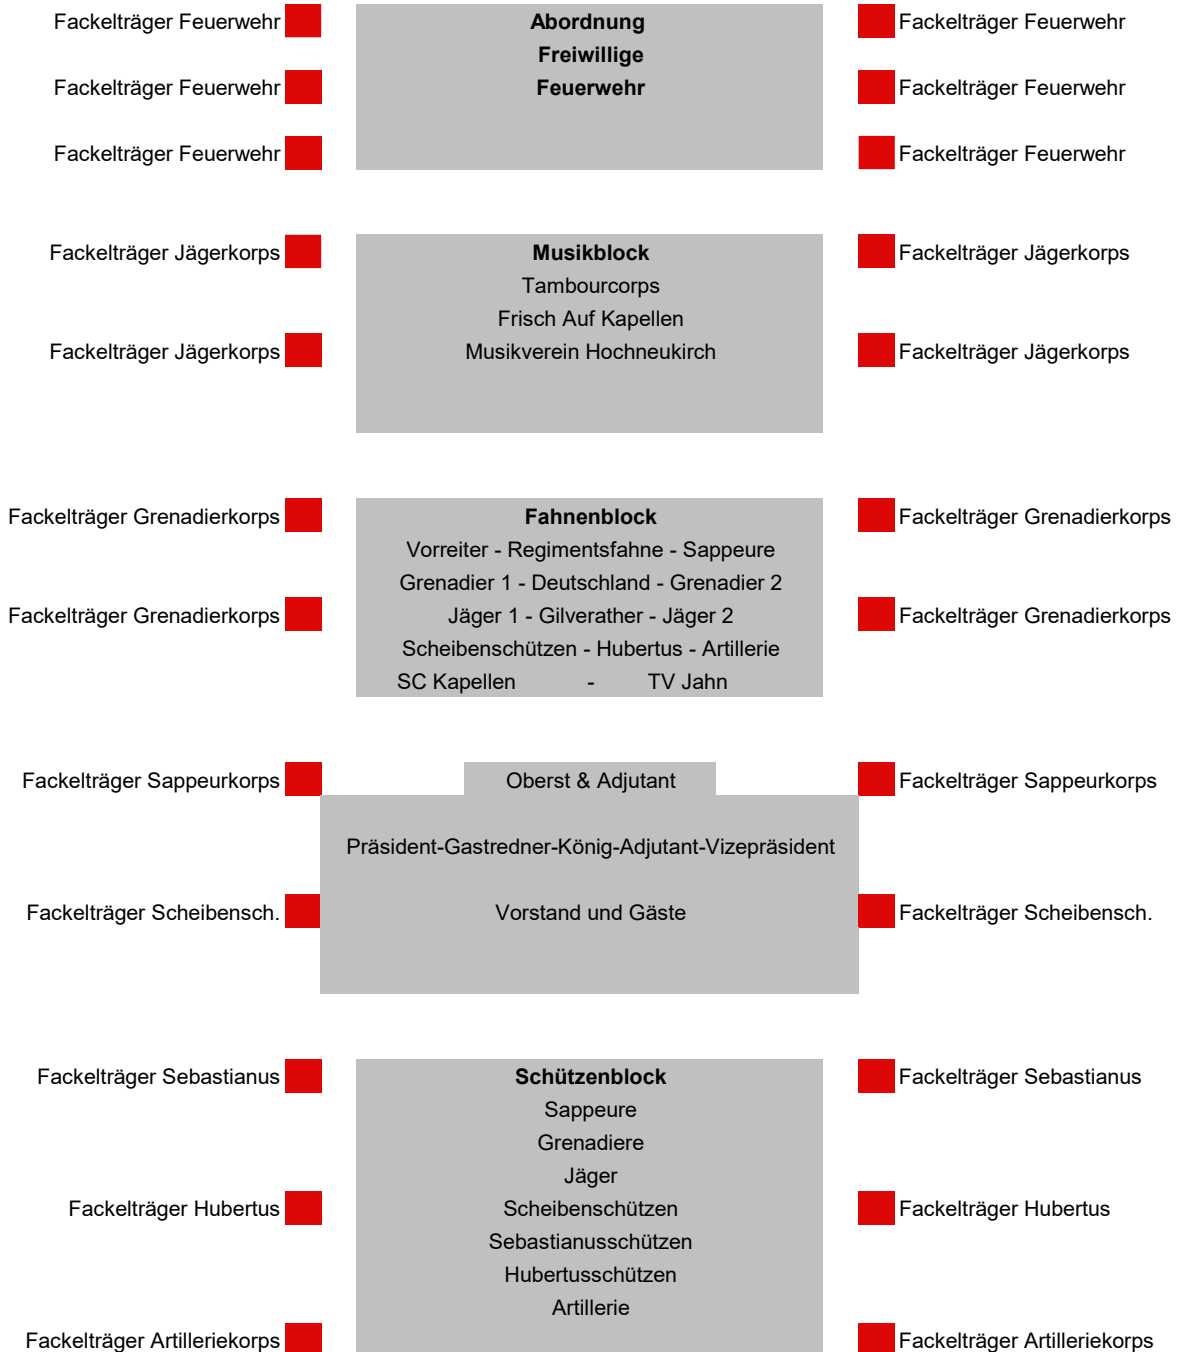 Fackelträger Feuerwehr Abordnung Fackelträger Feuerwehr
Freiwillige
Fackelträger Feuerwehr Feuerwehr Fackelträger Feuerwehr
Fackelträger Feuerwehr Fackelträger Feuerwehr
Fackelträger Jägerkorps Musikblock Fackelträger Jägerkorps
Tambourcorps
Frisch Auf Kapellen
Fackelträger Jägerkorps Musikverein Hochneukirch Fackelträger Jägerkorps
Fackelträger Grenadierkorps Fahnenblock Fackelträger Grenadierkorps
Vorreiter - Regimentsfahne - Sappeure
Grenadier 1 - Deutschland - Grenadier 2
Fackelträger Grenadierkorps Jäger 1 - Gilverather - Jäger 2 Fackelträger Grenadierkorps
Scheibenschützen - Hubertus - Artillerie
SC Kapellen - TV Jahn
Fackelträger Sappeurkorps Oberst & Adjutant Fackelträger Sappeurkorps
Präsident-Gastredner-König-Adjutant-Vizepräsident
Fackelträger Scheibensch. Vorstand und Gäste Fackelträger Scheibensch.
Fackelträger Sebastianus Schützenblock Fackelträger Sebastianus
Sappeure
Grenadiere
Jäger
Fackelträger Hubertus Scheibenschützen Fackelträger Hubertus
Sebastianusschützen
Hubertusschützen
Artillerie
Fackelträger Artilleriekorps Fackelträger Artilleriekorps